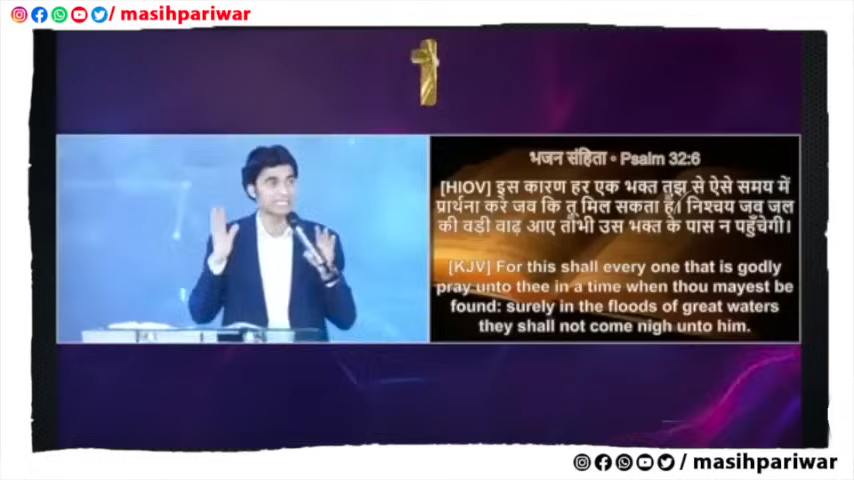 / masihpariwar
भजन संहिता • Psalm 32:6
[HIOV] इस कारण हर एक भक्त तुझ से ऐसे समय में
प्रार्थना करे जब कि तू मिल सकता है। निश्चय जब जल
की बड़ी बाढ़ आए तौभी उस भक्त के पास न पहुँचेगी।
[KJV] For this shall every one that is godly
pray unto thee in a time when thou mayest be
found: surely in the floods of great waters
they shall not come nigh unto him.
/ masihpariwar